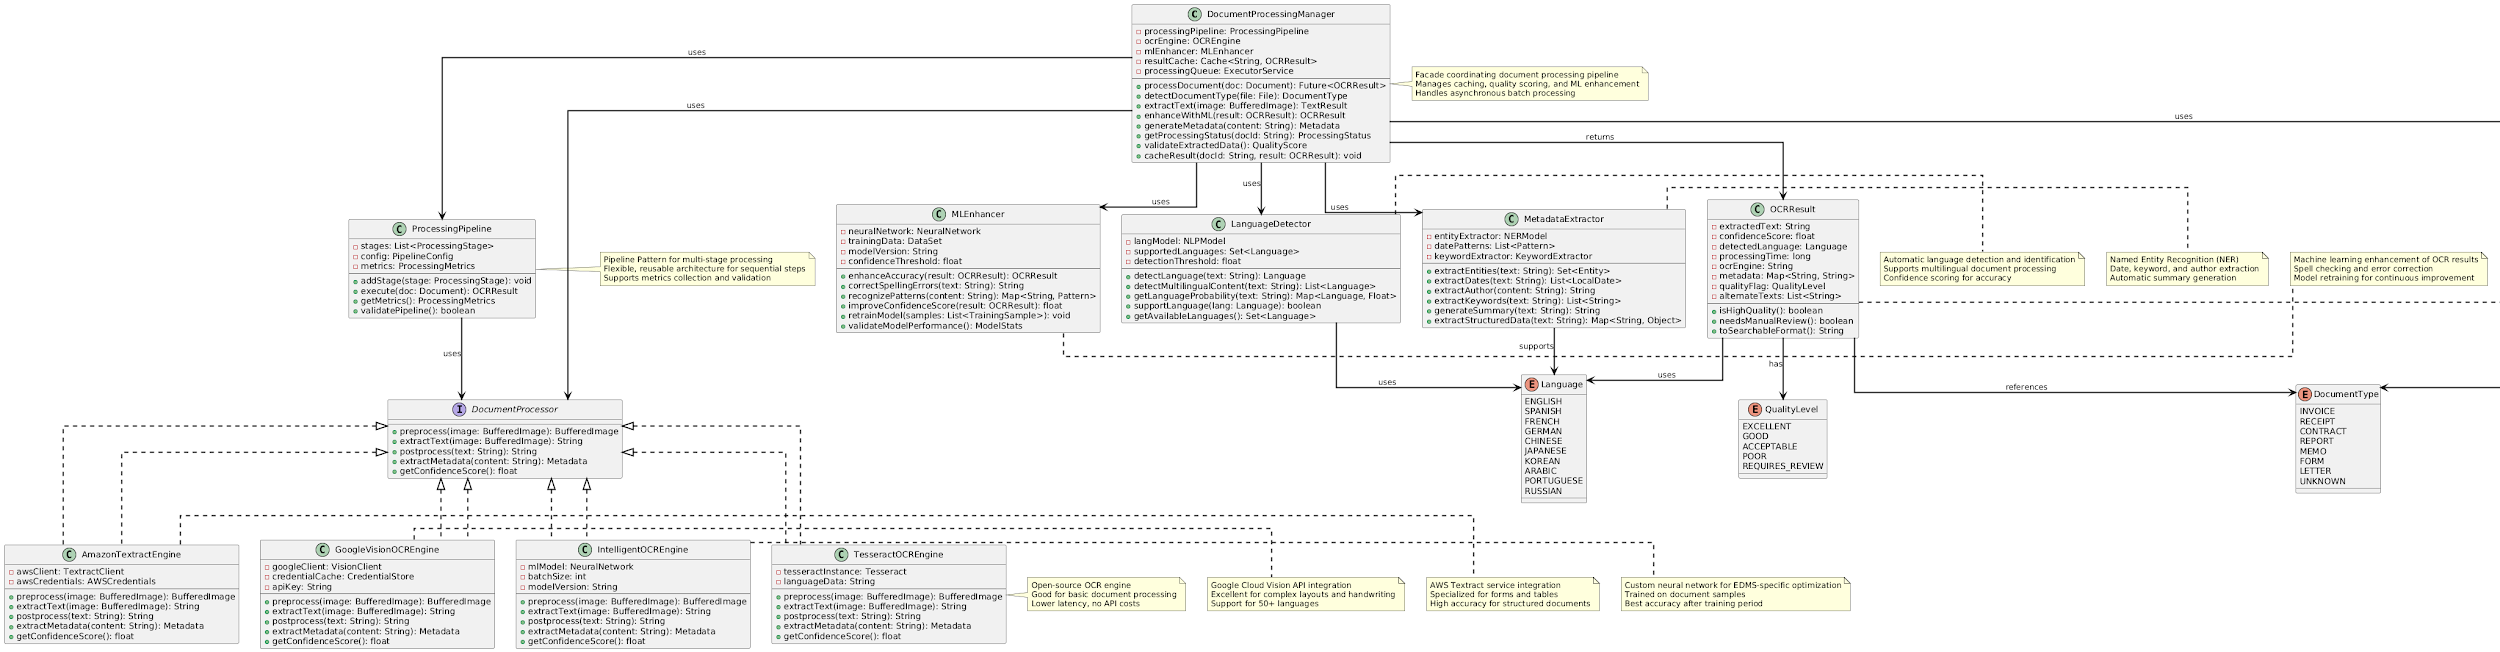 DocumentProcessingManager
processingPipeline: ProcessingPipeline
ocrEngine: OCREngine
mlEnhancer: MLEnhancer
resultCache: Cache<String, OCRResult>
processingQueue: ExecutorService
processDocument(doc: Document): Future<OCRResult>
detectDocumentType(file: File): DocumentType
extractText(image: BufferedImage): TextResult
enhanceWithML(result: OCRResult): OCRResult
generateMetadata(content: String): Metadata
getProcessingStatus(docId: String): ProcessingStatus
validateExtractedData(): QualityScore
cacheResult(docId: String, result: OCRResult): void
Facade coordinating document processing pipeline
Manages caching, quality scoring, and ML enhancement
Handles asynchronous batch processing
uses
uses
uses
returns
uses
uses
uses
ProcessingPipeline
stages: List<ProcessingStage>
config: PipelineConfig
metrics: ProcessingMetrics
addStage(stage: ProcessingStage): void
execute(doc: Document): OCRResult
getMetrics(): ProcessingMetrics
validatePipeline(): boolean
Pipeline Pattern for multi-stage processing
Flexible, reusable architecture for sequential steps
Supports metrics collection and validation
MLEnhancer
neuralNetwork: NeuralNetwork
trainingData: DataSet
modelVersion: String
confidenceThreshold: float
enhanceAccuracy(result: OCRResult): OCRResult
correctSpellingErrors(text: String): String
recognizePatterns(content: String): Map<String, Pattern>
improveConfidenceScore(result: OCRResult): float
retrainModel(samples: List<TrainingSample>): void
validateModelPerformance(): ModelStats
LanguageDetector
langModel: NLPModel
supportedLanguages: Set<Language>
detectionThreshold: float
detectLanguage(text: String): Language
detectMultilingualContent(text: String): List<Language>
getLanguageProbability(text: String): Map<Language, Float>
supportLanguage(lang: Language): boolean
getAvailableLanguages(): Set<Language>
MetadataExtractor
entityExtractor: NERModel
datePatterns: List<Pattern>
keywordExtractor: KeywordExtractor
extractEntities(text: String): Set<Entity>
extractDates(text: String): List<LocalDate>
extractAuthor(content: String): String
extractKeywords(text: String): List<String>
generateSummary(text: String): String
extractStructuredData(text: String): Map<String, Object>
OCRResult
extractedText: String
confidenceScore: float
detectedLanguage: Language
processingTime: long
ocrEngine: String
metadata: Map<String, String>
qualityFlag: QualityLevel
alternateTexts: List<String>
isHighQuality(): boolean
needsManualReview(): boolean
toSearchableFormat(): String
Automatic language detection and identification
Supports multilingual document processing
Confidence scoring for accuracy
Named Entity Recognition (NER)
Date, keyword, and author extraction
Automatic summary generation
Machine learning enhancement of OCR results
Spell checking and error correction
Model retraining for continuous improvement
uses
supports
uses
uses
has
references
DocumentProcessor
preprocess(image: BufferedImage): BufferedImage
extractText(image: BufferedImage): String
postprocess(text: String): String
extractMetadata(content: String): Metadata
getConfidenceScore(): float
Language
ENGLISH
SPANISH
FRENCH
GERMAN
CHINESE
JAPANESE
KOREAN
ARABIC
PORTUGUESE
RUSSIAN
QualityLevel
EXCELLENT
GOOD
ACCEPTABLE
POOR
REQUIRES_REVIEW
DocumentType
INVOICE
RECEIPT
CONTRACT
REPORT
MEMO
FORM
LETTER
UNKNOWN
AmazonTextractEngine
awsClient: TextractClient
awsCredentials: AWSCredentials
preprocess(image: BufferedImage): BufferedImage
extractText(image: BufferedImage): String
postprocess(text: String): String
extractMetadata(content: String): Metadata
getConfidenceScore(): float
GoogleVisionOCREngine
googleClient: VisionClient
credentialCache: CredentialStore
apiKey: String
preprocess(image: BufferedImage): BufferedImage
extractText(image: BufferedImage): String
postprocess(text: String): String
extractMetadata(content: String): Metadata
getConfidenceScore(): float
IntelligentOCREngine
mlModel: NeuralNetwork
batchSize: int
modelVersion: String
preprocess(image: BufferedImage): BufferedImage
extractText(image: BufferedImage): String
postprocess(text: String): String
extractMetadata(content: String): Metadata
getConfidenceScore(): float
TesseractOCREngine
tesseractInstance: Tesseract
languageData: String
preprocess(image: BufferedImage): BufferedImage
extractText(image: BufferedImage): String
postprocess(text: String): String
extractMetadata(content: String): Metadata
getConfidenceScore(): float
Open-source OCR engine
Good for basic document processing
Lower latency, no API costs
Google Cloud Vision API integration
Excellent for complex layouts and handwriting
Support for 50+ languages
AWS Textract service integration
Specialized for forms and tables
High accuracy for structured documents
Custom neural network for EDMS-specific optimization
Trained on document samples
Best accuracy after training period